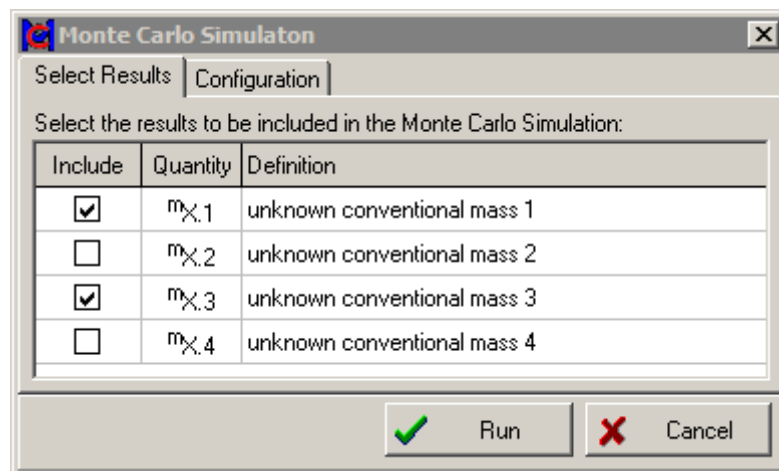 Monte Carlo Simulaton
Select Results Configuration
Select the results to be included in the Monte Carlo Simulation:
Include Quantity Definition
mX.1 unknown conventional mass 1
mX.2 unknown conventional mass 2
mX.3 unknown conventional mass 3
mX.4 unknown conventional mass 4
Run Cancel